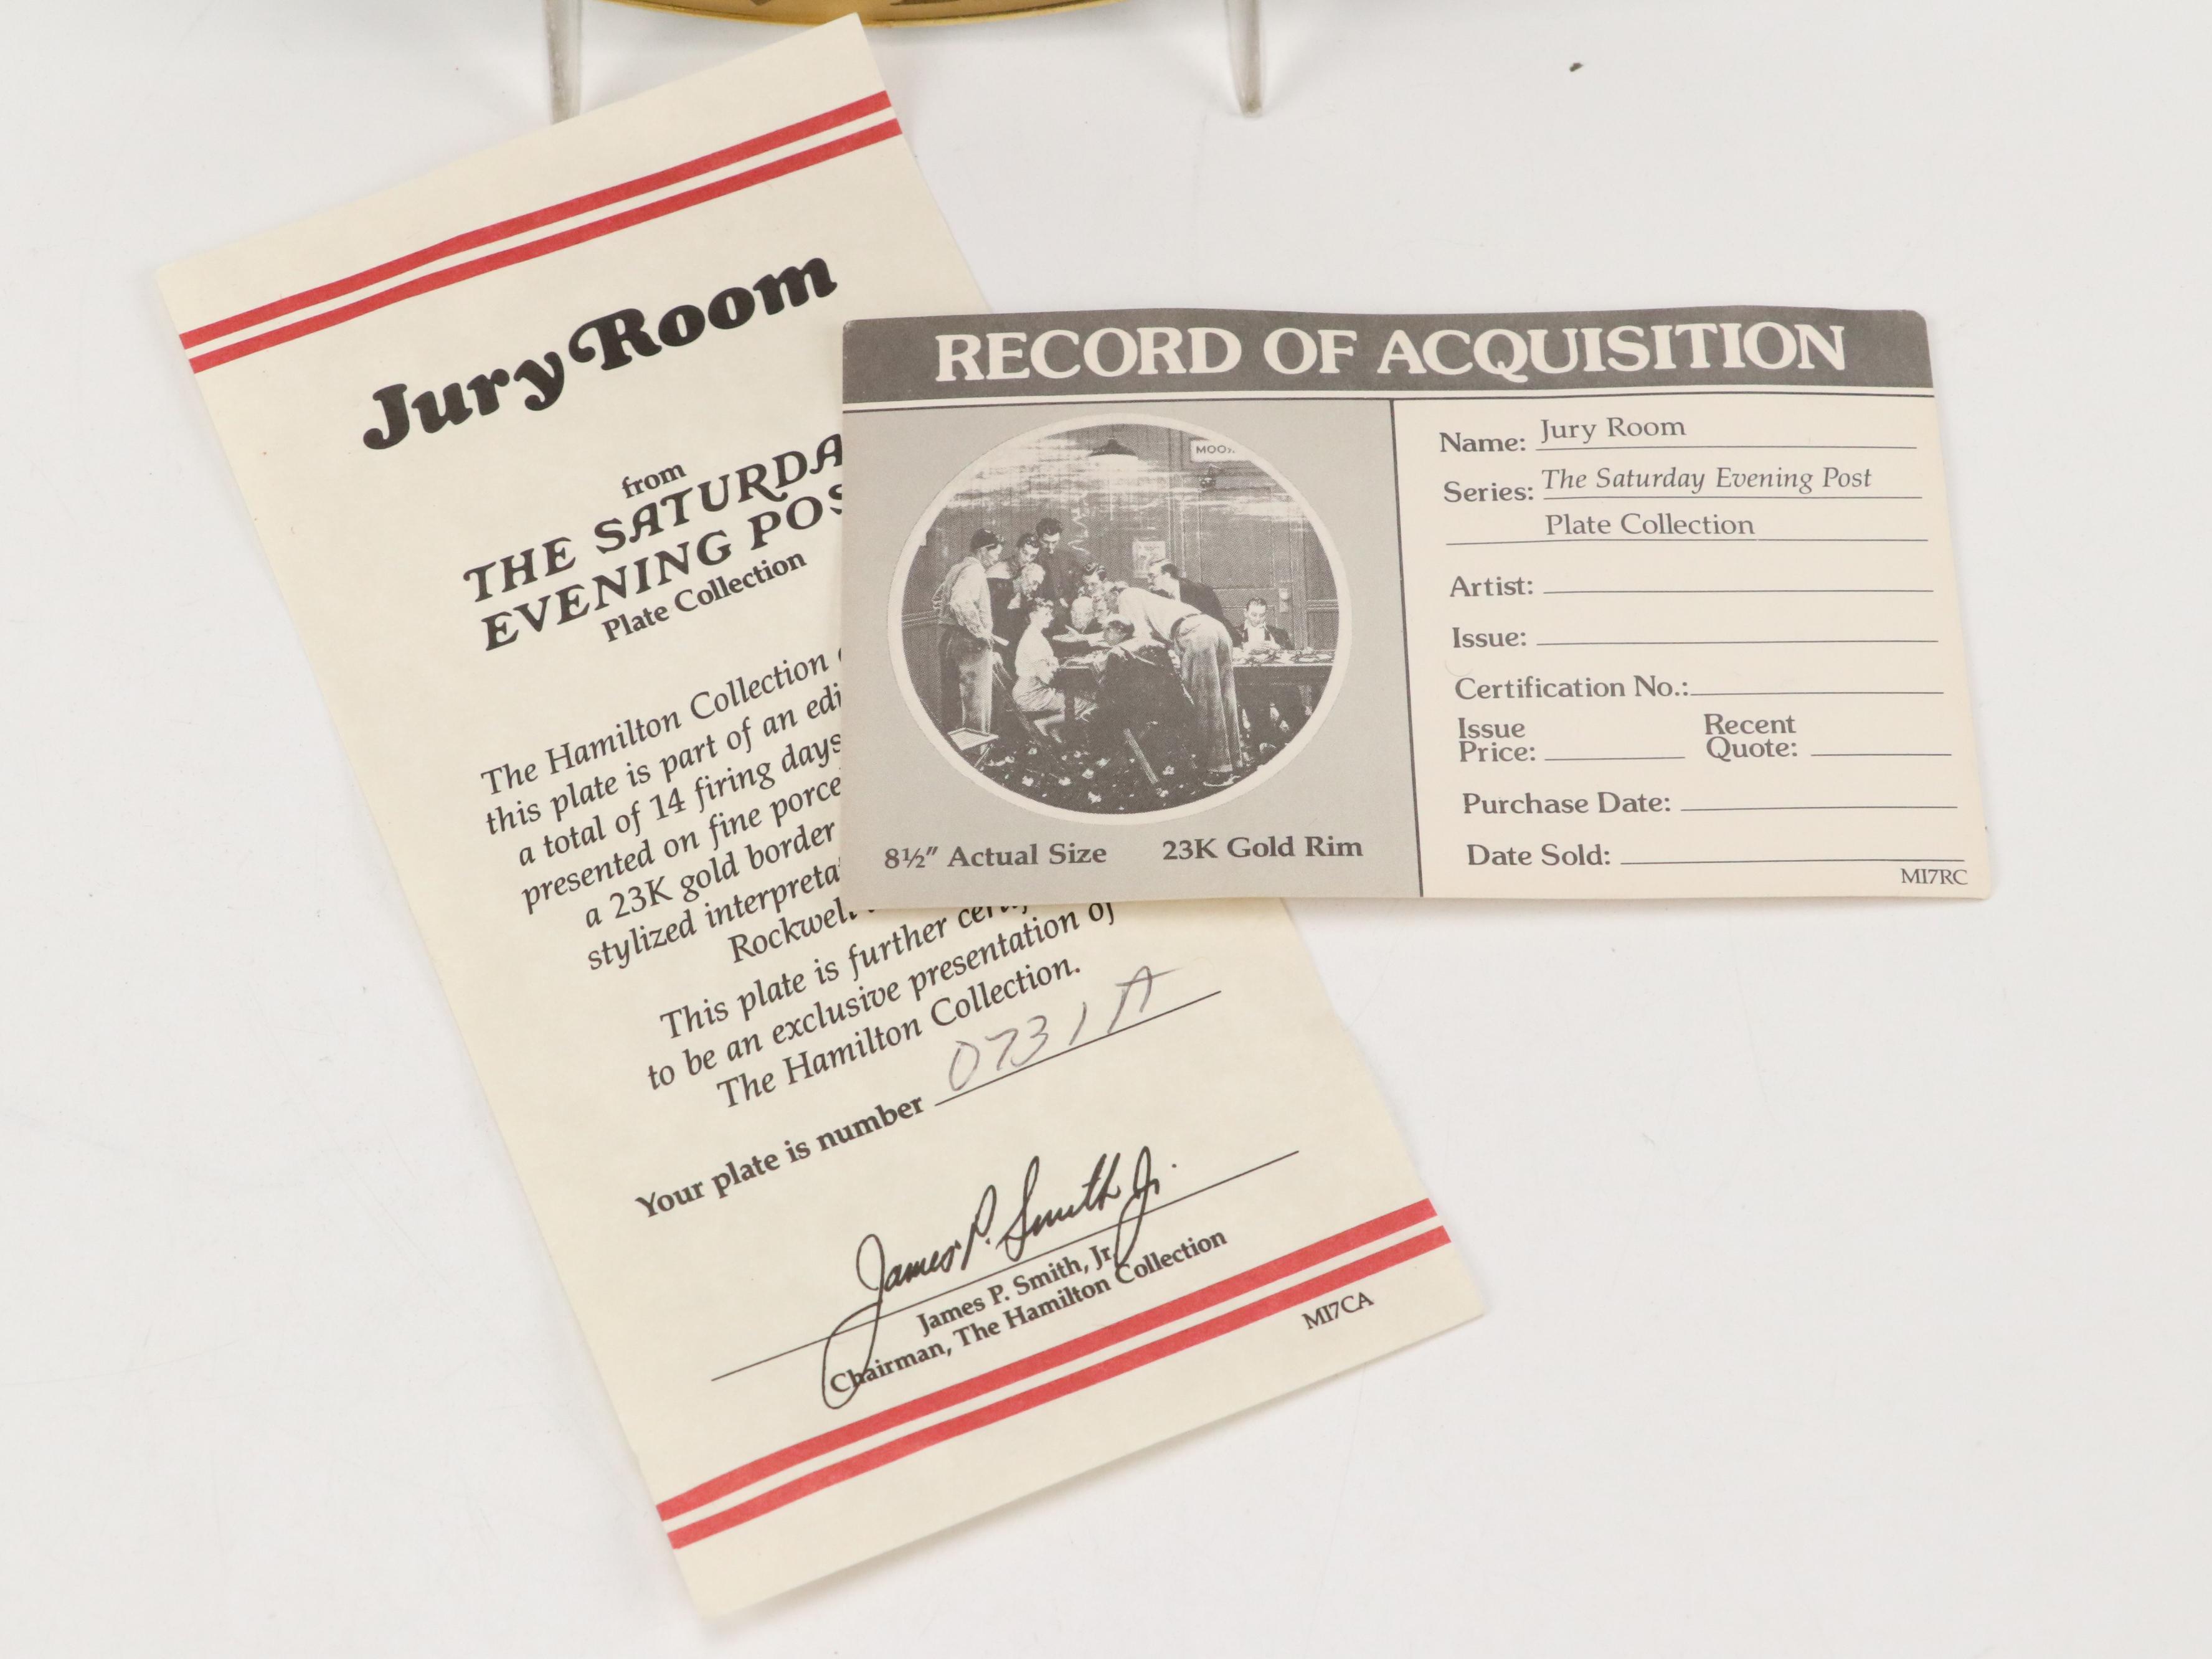 Jury Room
from
THE SATURDA
EVENING POS
Plate Collection
The Hamilton Collection
this plate is part of an edi
a total of 14 firing days
presented on fine porce
a 23K gold border
stylized interpreta
Rockwell
This plate is further
to be an exclusive presentation of
The Hamilton Collection.
Your plate is number 0731A
James P. Smith Jr.
James P. Smith, Jr.
Chairman, The Hamilton Collection
MI7CA
RECORD OF ACQUISITION
MOO
8½" Actual Size 23K Gold Rim
Name: Jury Room
Series: The Saturday Evening Post
Plate Collection
Artist:
Issue:
Certification No.:
Issue Recent
Price: Quote:
Purchase Date:
Date Sold:
MI7RC